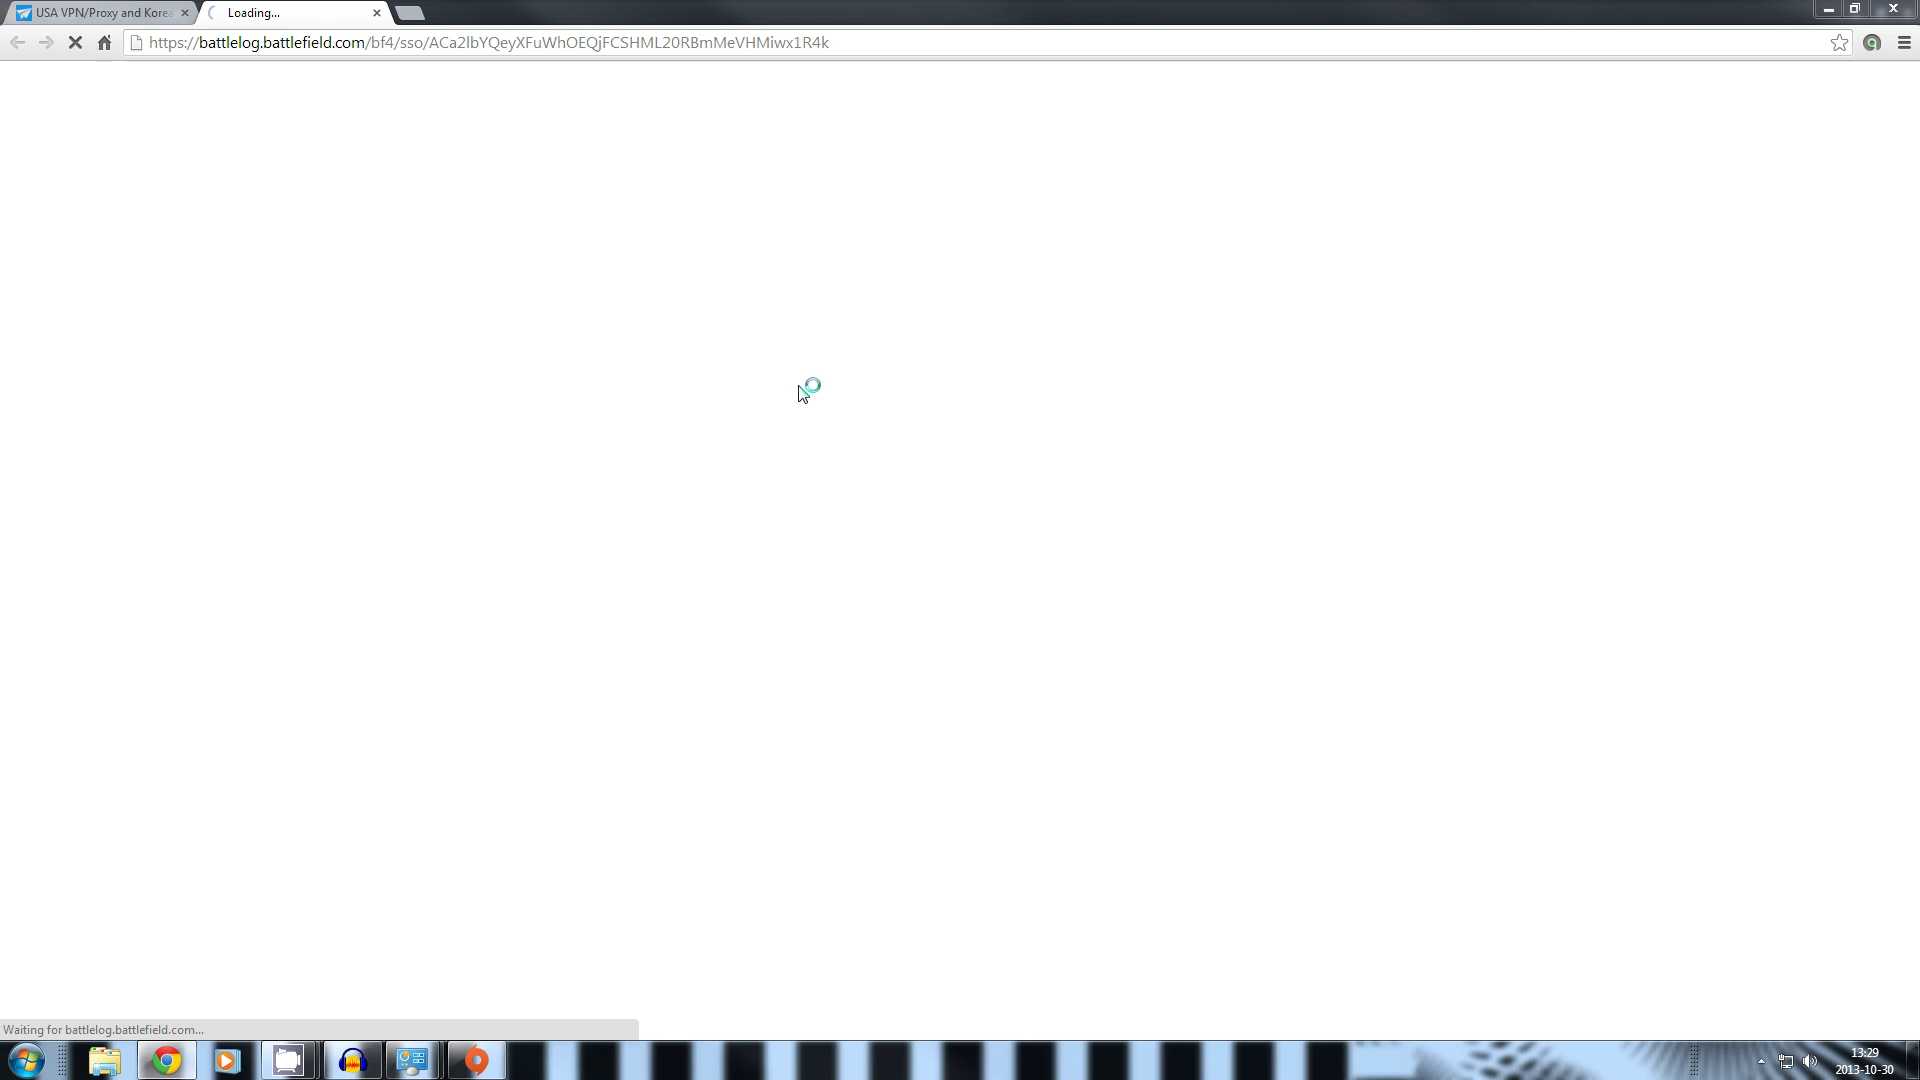 USA VPN/Proxy and Korea
Loading...
https://battlelog.battlefield.com/bf4/sso/ACa2lbYQeyXFuWhOEQjFCSHML20RBmMeVHMiwx1R4k
Waiting for battlelog.battlefield.com...
13:29
2013-10-30